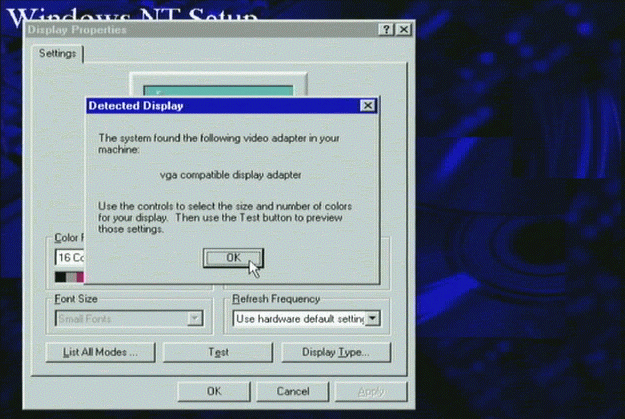 Windows NT Setup
Display Properties
Settings
Detected Display
The system found the following video adapter in your
machine:
vga compatible display adapter
Use the controls to select the size and number of colors
for your display. Then use the Test button to preview
those settings.
OK
Color
16 Co
Font Size
Small Fonts
Refresh Frequency
Use hardware default setting
List All Modes ...
Test
Display Type...
OK
Cancel
Apply